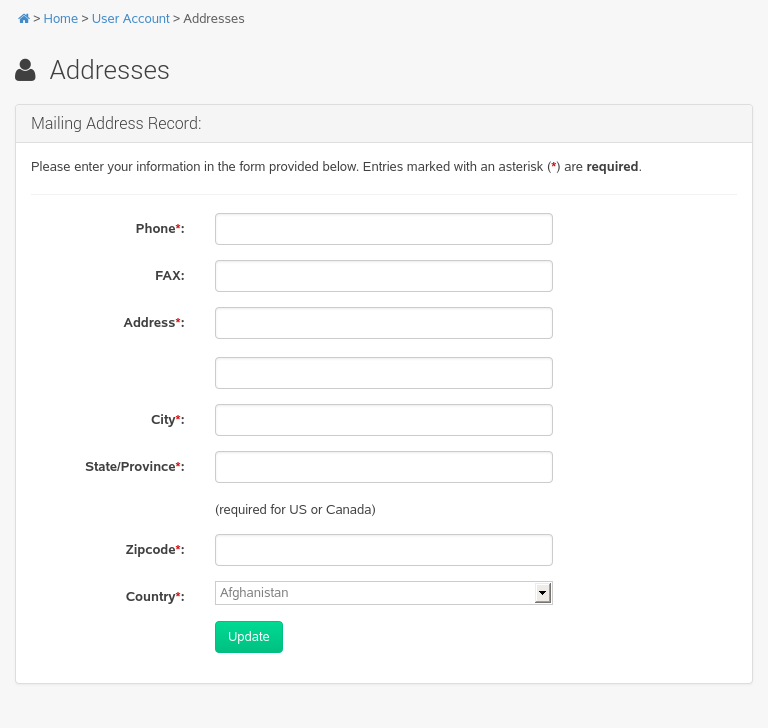 > Home > User Account > Addresses
Addresses
Mailing Address Record:
Please enter your information in the form provided below. Entries marked with an asterisk (*) are required.
Phone*:
FAX:
Address*:
City*:
State/Province*:
(required for US or Canada)
Zipcode*:
Country*: Afghanistan
Update